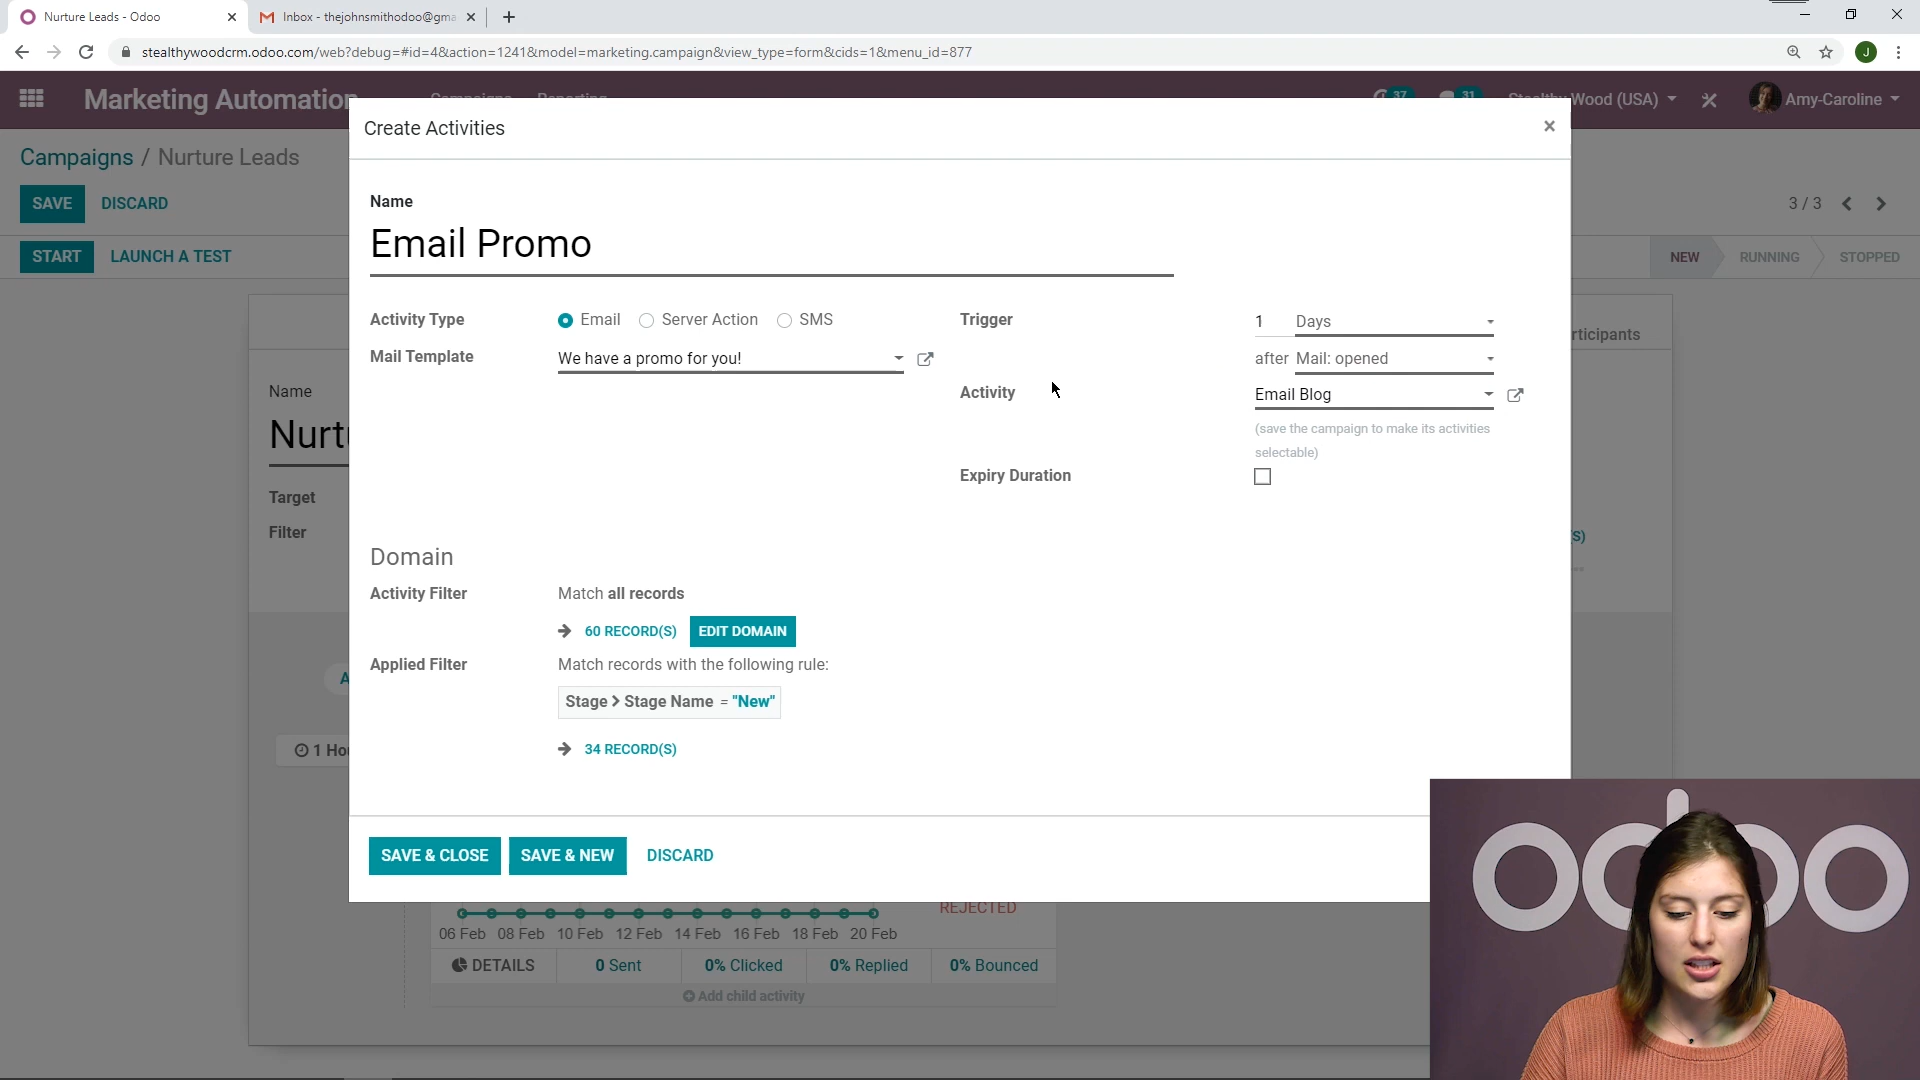 Nurture Leads - Odoo
Inbox - thejohnsmithodoo@gma
stealthywoodcrm.odoo.com/web?debug=#id=4&action=1241&model=marketing.campaign&view_type=form&cids=1&menu_id=877
J
Marketing Automation
Campaigns Reporting
37
31
Stealthy Wood (USA)
Amy-Caroline
Create Activities
Campaigns / Nurture Leads
SAVE DISCARD
3 / 3
START LAUNCH A TEST
NEW RUNNING STOPPED
Name
Email Promo
Activity Type Email Server Action SMS
Trigger 1 Days
rticipants
Mail Template We have a promo for you!
after Mail: opened
Activity Email Blog
(save the campaign to make its activities
selectable)
Expiry Duration
Name
Nurtu
Target
Filter
S)
Domain
Activity Filter Match all records
60 RECORD(S) EDIT DOMAIN
Applied Filter Match records with the following rule:
Stage > Stage Name = "New"
34 RECORD(S)
A
1 Hou
SAVE & CLOSE SAVE & NEW DISCARD
REJECTED
06 Feb 08 Feb 10 Feb 12 Feb 14 Feb 16 Feb 18 Feb 20 Feb
DETAILS 0 Sent 0% Clicked 0% Replied 0% Bounced
Add child activity
odoo